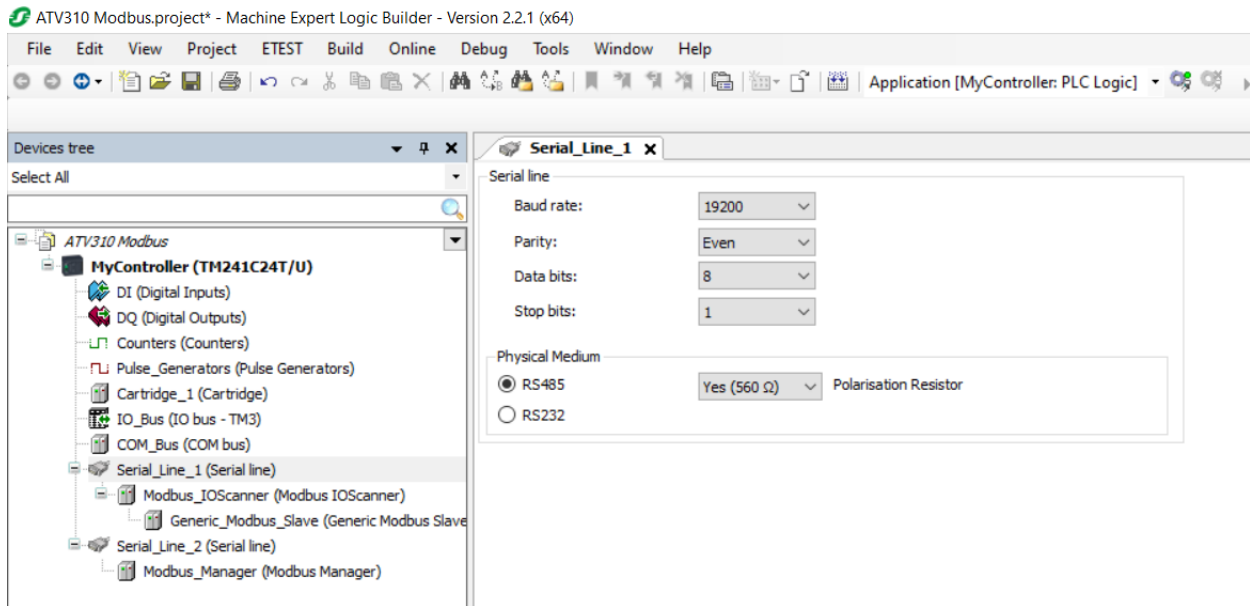 ATV310 Modbus.project* - Machine Expert Logic Builder - Version 2.2.1 (x64)
File Edit View Project ETEST Build Online Debug Tools Window Help
Application [MyController: PLC Logic]
Devices tree
Serial_Line_1
Select All
Serial line
Baud rate: 19200
Parity: Even
Data bits: 8
Stop bits: 1
Physical Medium
RS485 Yes (560 Ω) Polarisation Resistor
RS232
ATV310 Modbus
MyController (TM241C24T/U)
DI (Digital Inputs)
DQ (Digital Outputs)
Counters (Counters)
Pulse_Generators (Pulse Generators)
Cartridge_1 (Cartridge)
IO_Bus (IO bus - TM3)
COM_Bus (COM bus)
Serial_Line_1 (Serial line)
Modbus_IOScanner (Modbus IOScanner)
Generic_Modbus_Slave (Generic Modbus Slave
Serial_Line_2 (Serial line)
Modbus_Manager (Modbus Manager)